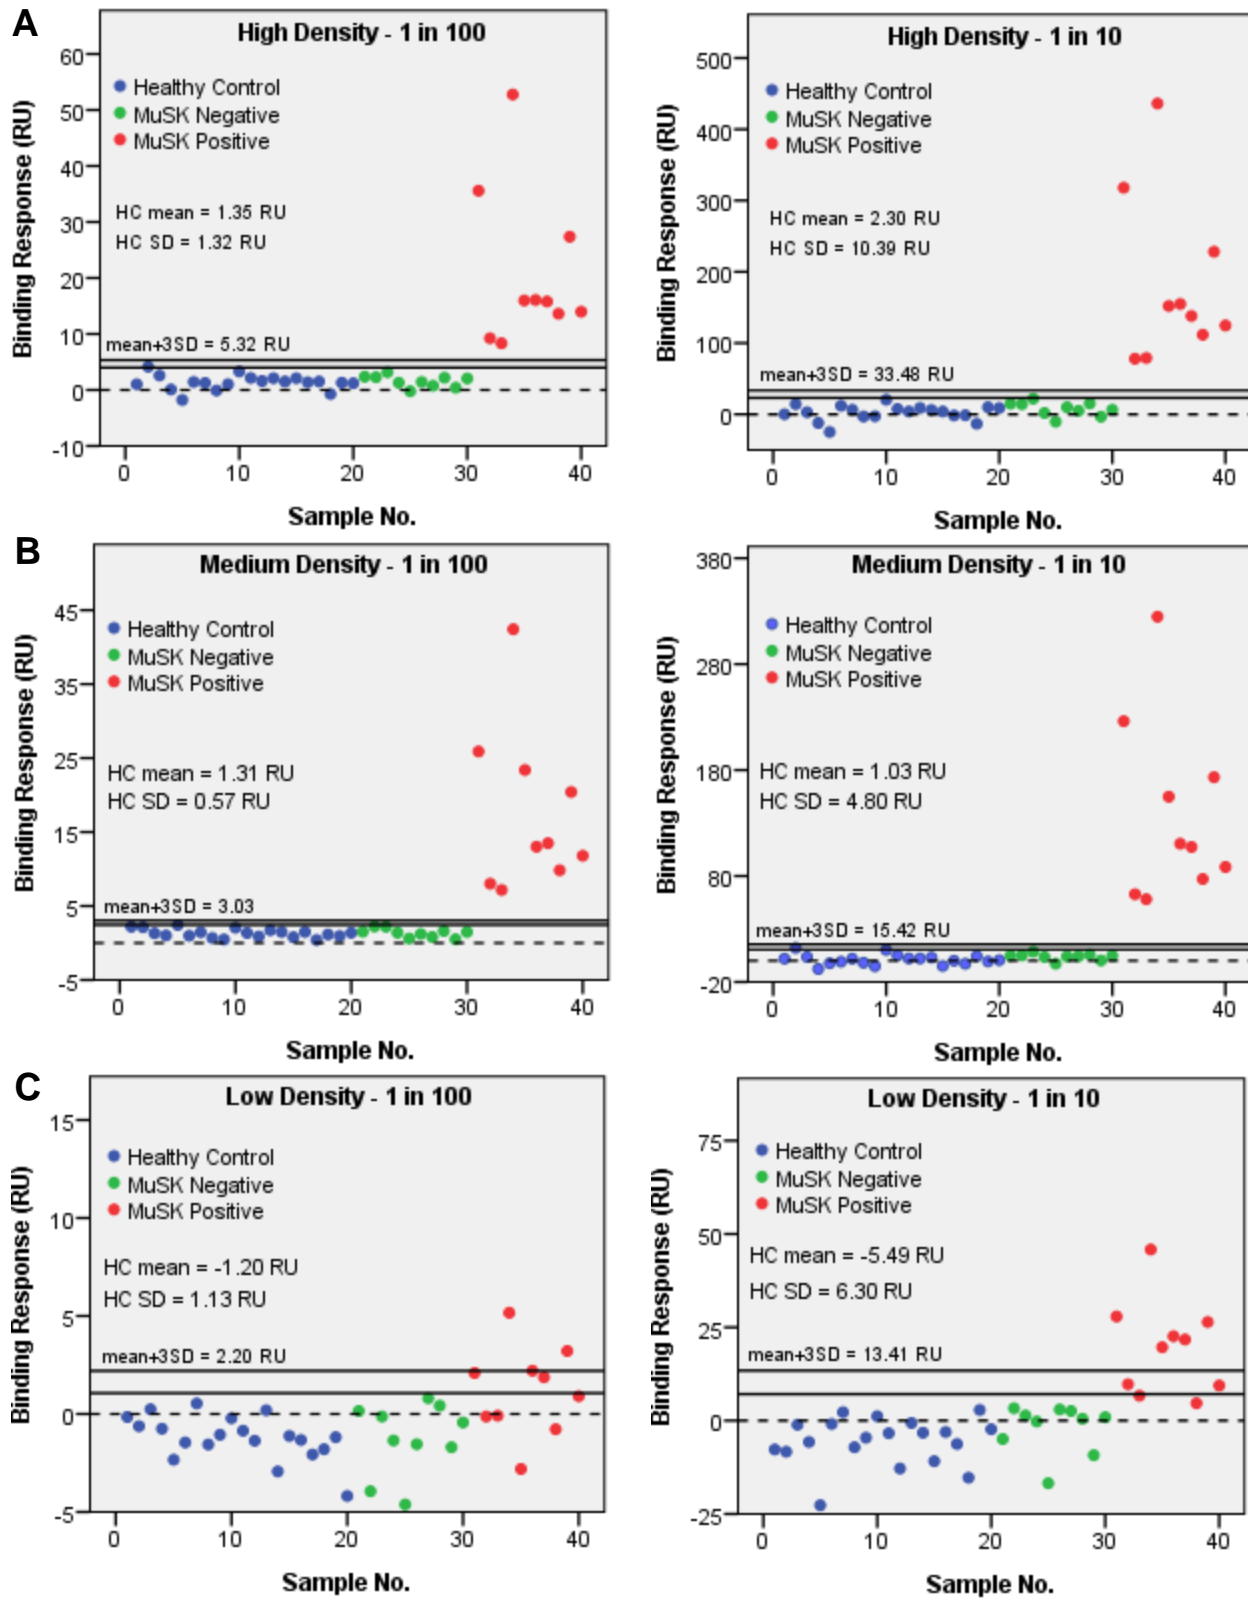 A
High Density - 1 in 100
Binding Response (RU)
60
50
40
30
20
10
0
-10
Healthy Control
MuSK Negative
MuSK Positive
HC mean = 1.35 RU
HC SD = 1.32 RU
mean+3SD = 5.32 RU
0 10 20 30 40
Sample No.
High Density - 1 in 10
Binding Response (RU)
500
400
300
200
100
0
Healthy Control
MuSK Negative
MuSK Positive
HC mean = 2.30 RU
HC SD = 10.39 RU
mean+3SD = 33.48 RU
0 10 20 30 40
Sample No.
B
Medium Density - 1 in 100
Binding Response (RU)
45
35
25
15
5
-5
Healthy Control
MuSK Negative
MuSK Positive
HC mean = 1.31 RU
HC SD = 0.57 RU
mean+3SD = 3.03
0 10 20 30 40
Sample No.
Medium Density - 1 in 10
Binding Response (RU)
380
280
180
80
-20
Healthy Control
MuSK Negative
MuSK Positive
HC mean = 1.03 RU
HC SD = 4.80 RU
mean+3SD = 15.42 RU
0 10 20 30 40
Sample No.
C
Low Density - 1 in 100
Binding Response (RU)
15
10
5
0
-5
Healthy Control
MuSK Negative
MuSK Positive
HC mean = -1.20 RU
HC SD = 1.13 RU
mean+3SD = 2.20 RU
0 10 20 30 40
Sample No.
Low Density - 1 in 10
Binding Response (RU)
75
50
25
0
-25
Healthy Control
MuSK Negative
MuSK Positive
HC mean = -5.49 RU
HC SD = 6.30 RU
mean+3SD = 13.41 RU
0 10 20 30 40
Sample No.